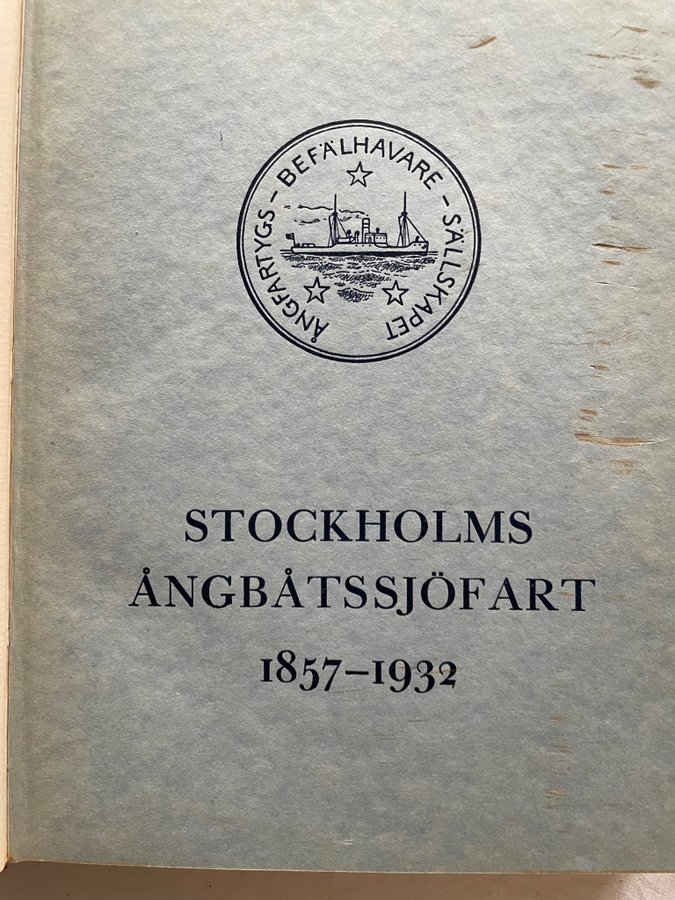 ÅNGFARTYGS – BEFÄLHAVARE – SÄLLSKAPET
STOCKHOLMS
ÅNGBÅTSSJÖFART
1857–1932